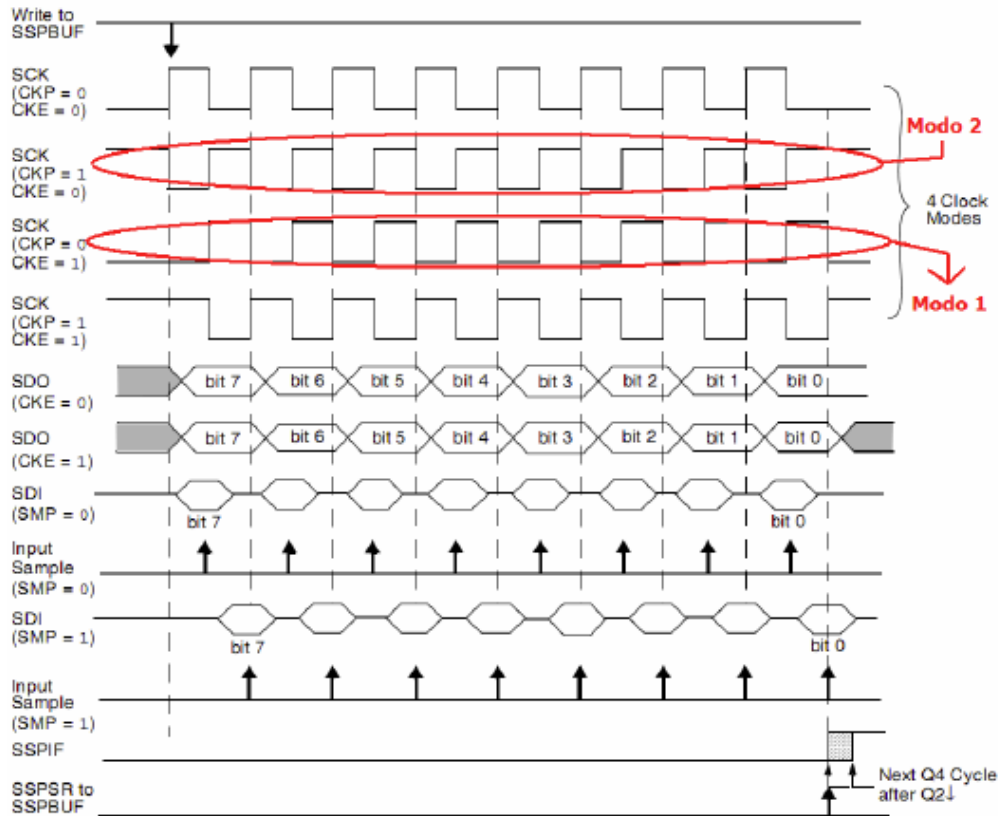 Write to
SSPBUF
SCK
(CKP = 0
CKE = 0)
Modo 2
SCK
(CKP = 1
CKE = 0)
4 Clock
Modes
SCK
(CKP = 0
CKE = 1)
Modo 1
SCK
(CKP = 1
CKE = 1)
SDO
(CKE = 0)
bit 7 bit 6 bit 5 bit 4 bit 3 bit 2 bit 1 bit 0
SDO
(CKE = 1)
bit 7 bit 6 bit 5 bit 4 bit 3 bit 2 bit 1 bit 0
SDI
(SMP = 0)
bit 7 bit 0
Input
Sample
(SMP = 0)
SDI
(SMP = 1)
bit 7 bit 0
Input
Sample
(SMP = 1)
SSPIF
Next Q4 Cycle
after Q2↓
SSPSR to
SSPBUF